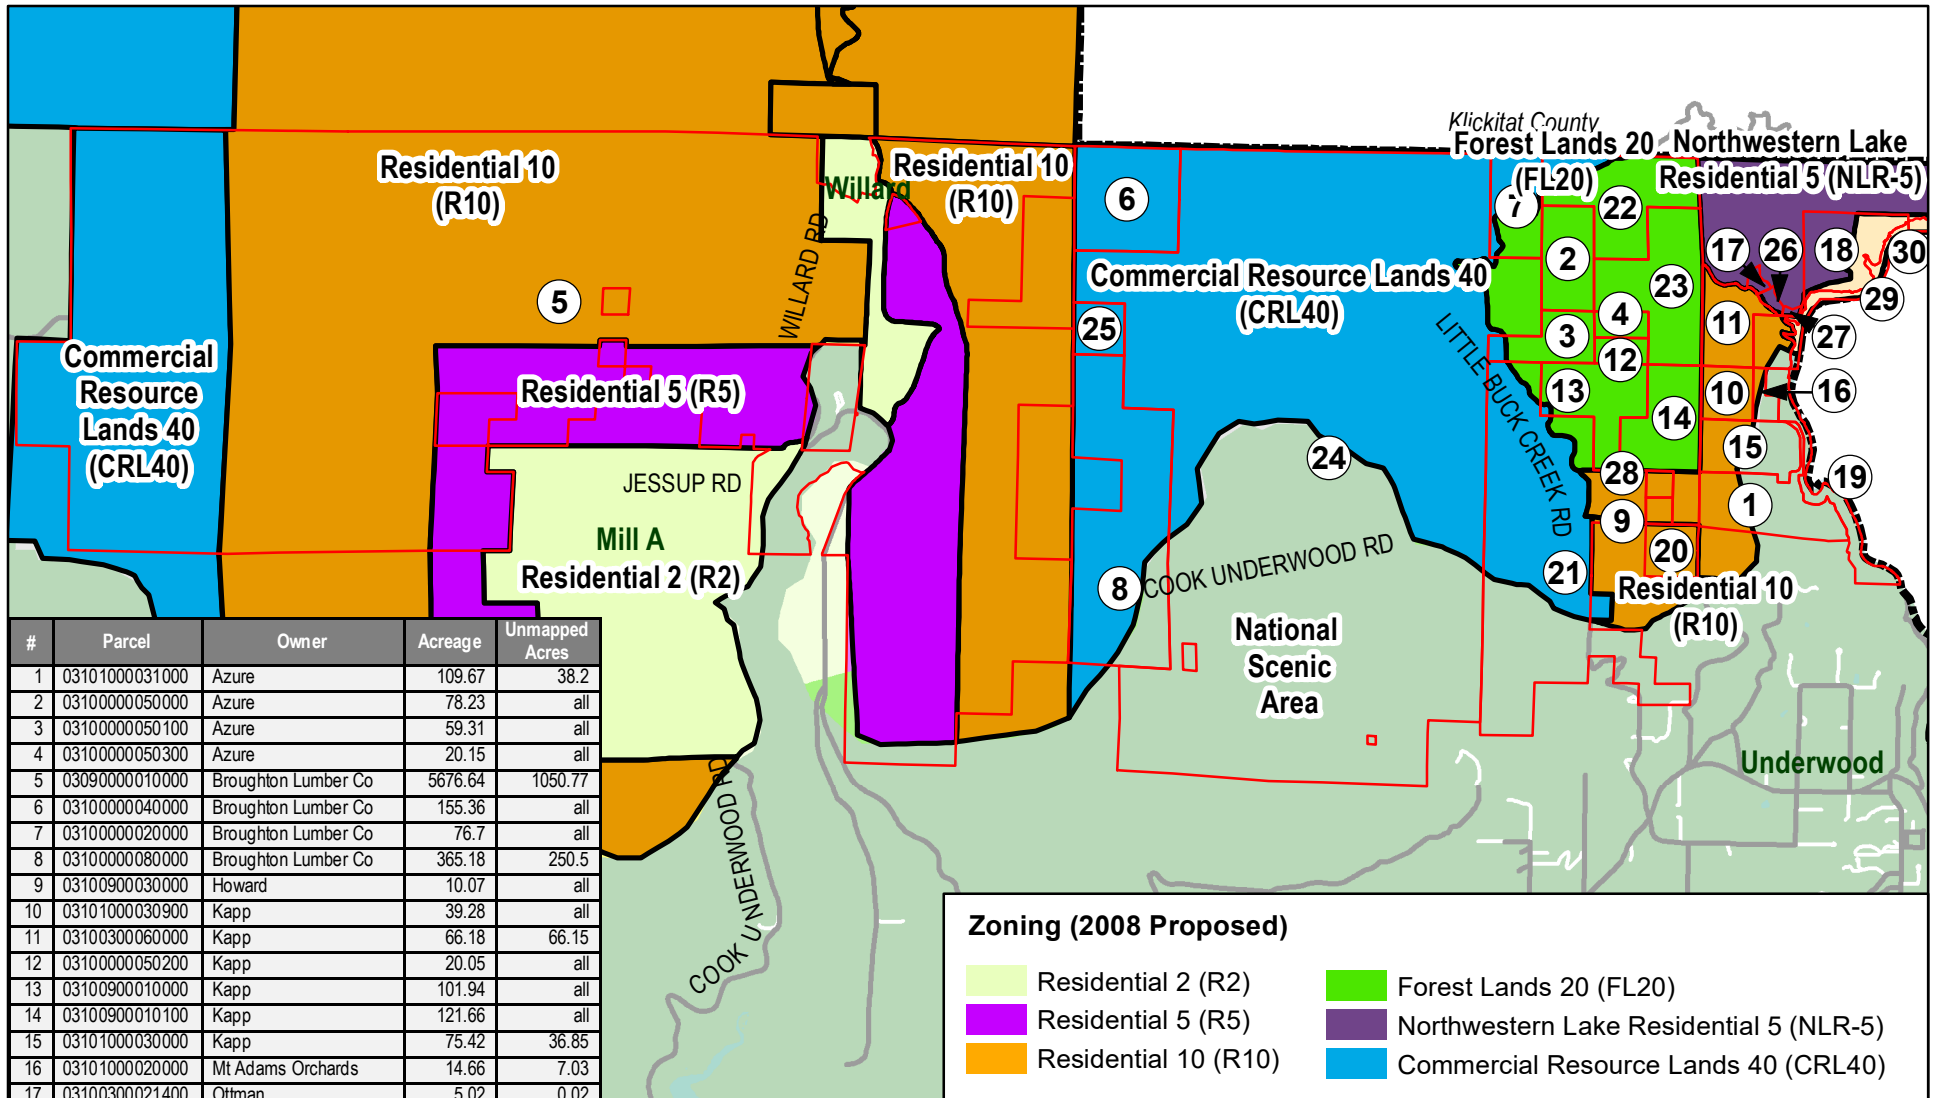 Klickitat County
Forest Lands 20
(FL20)
Northwestern Lake
Residential 5 (NLR-5)
Residential 10
(R10)
Willard
Residential 10
(R10)
6
7
22
17
26
18
30
2
23
29
WILLARD RD
5
Commercial Resource Lands 40
(CRL40)
25
4
11
27
3
12
LITTLE BUCK CREEK RD
Commercial
Resource
Lands 40
(CRL40)
Residential 5 (R5)
13
10
16
14
15
24
28
19
JESSUP RD
1
9
Mill A
Residential 2 (R2)
20
21
8
COOK UNDERWOOD RD
Residential 10
(R10)
National
Scenic
Area
Underwood
COOK UNDERWOOD RD
# Parcel Owner Acreage Unmapped Acres
1 03101000031000 Azure 109.67 38.2
2 03100000050000 Azure 78.23 all
3 03100000050100 Azure 59.31 all
4 03100000050300 Azure 20.15 all
5 03090000010000 Broughton Lumber Co 5676.64 1050.77
6 03100000040000 Broughton Lumber Co 155.36 all
7 03100000020000 Broughton Lumber Co 76.7 all
8 03100000080000 Broughton Lumber Co 365.18 250.5
9 03100900030000 Howard 10.07 all
10 03101000030900 Kapp 39.28 all
11 03100300060000 Kapp 66.18 66.15
12 03100000050200 Kapp 20.05 all
13 03100900010000 Kapp 101.94 all
14 03100900010100 Kapp 121.66 all
15 03101000030000 Kapp 75.42 36.85
16 03101000020000 Mt Adams Orchards 14.66 7.03
17 03100300021400 Ottman 5.02 0.02
Zoning (2008 Proposed)
Residential 2 (R2)
Residential 5 (R5)
Residential 10 (R10)
Forest Lands 20 (FL20)
Northwestern Lake Residential 5 (NLR-5)
Commercial Resource Lands 40 (CRL40)